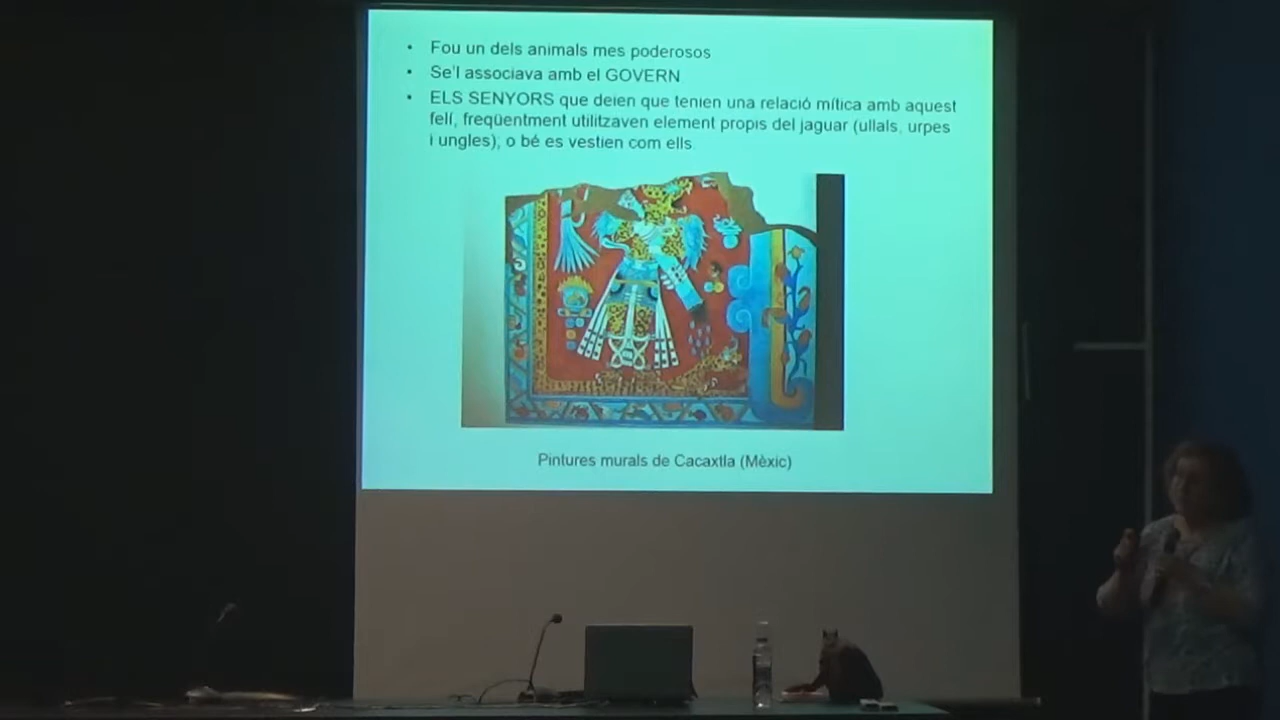 • Fou un dels animals mes poderosos
• Se'l associava amb el GOVERN
• ELS SENYORS que deien que tenien una relació mítica amb aquest
felí, freqüentment utilitzaven element propis del jaguar (ullals, urpes
i ungles); o bé es vestien com ells
Pintures murals de Cacaxtla (Mèxic)